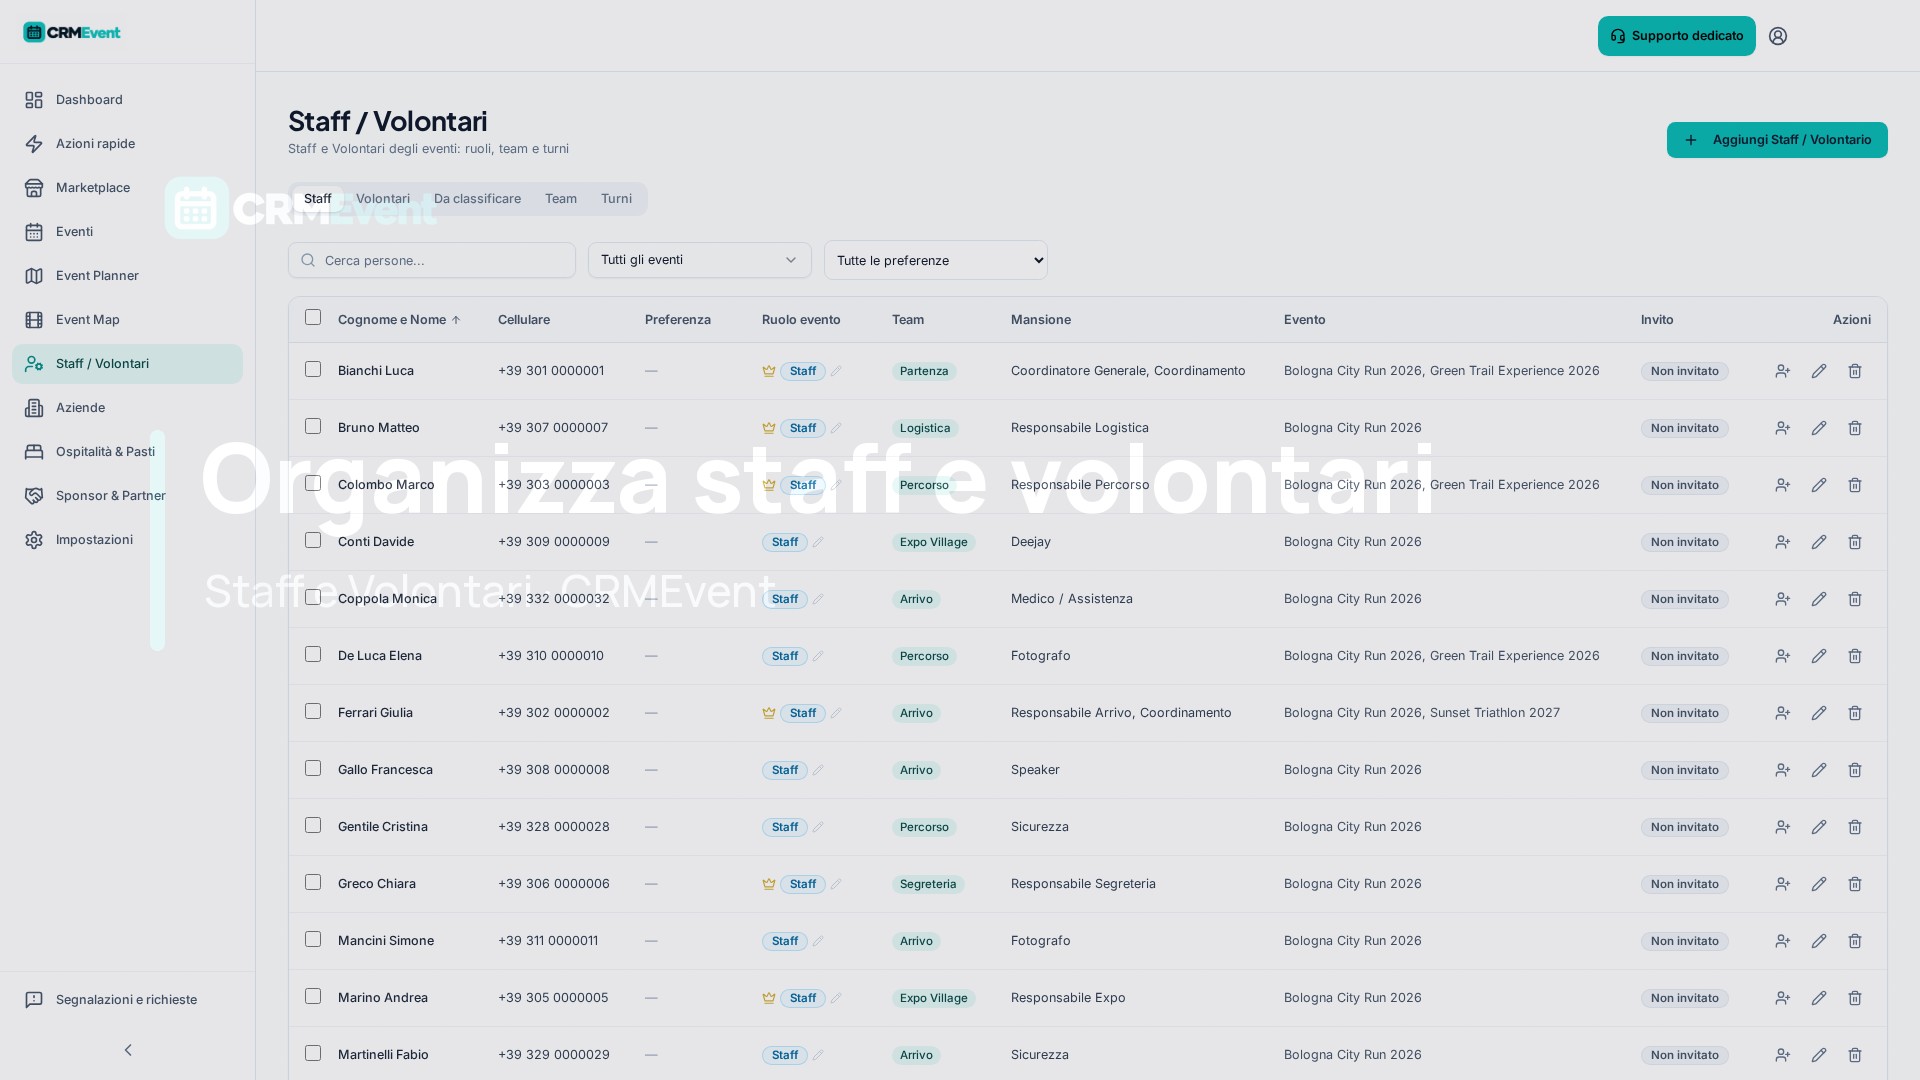 CRMEvent
Supporto dedicato
Dashboard
Azioni rapide
Marketplace
Eventi
Event Planner
Event Map
Staff / Volontari
Aziende
Ospitalità & Pasti
Sponsor & Partner
Impostazioni
Segnalazioni e richieste
Staff / Volontari
Staff e Volontari degli eventi: ruoli, team e turni
Aggiungi Staff / Volontario
CRMEvent
Staff Volontari Da classificare Team Turni
Cerca persone... Tutti gli eventi Tutte le preferenze
Organizza staff e volontari
Staff e Volontari · CRMEvent
Cognome e Nome Cellulare Preferenza Ruolo evento Team Mansione Evento Invito Azioni
Bianchi Luca +39 301 0000001 — Staff Partenza Coordinatore Generale, Coordinamento Bologna City Run 2026, Green Trail Experience 2026 Non invitato
Bruno Matteo +39 307 0000007 — Staff Logistica Responsabile Logistica Bologna City Run 2026 Non invitato
Colombo Marco +39 303 0000003 — Staff Percorso Responsabile Percorso Bologna City Run 2026, Green Trail Experience 2026 Non invitato
Conti Davide +39 309 0000009 — Staff Expo Village Deejay Bologna City Run 2026 Non invitato
Coppola Monica +39 332 0000032 — Staff Arrivo Medico / Assistenza Bologna City Run 2026 Non invitato
De Luca Elena +39 310 0000010 — Staff Percorso Fotografo Bologna City Run 2026, Green Trail Experience 2026 Non invitato
Ferrari Giulia +39 302 0000002 — Staff Arrivo Responsabile Arrivo, Coordinamento Bologna City Run 2026, Sunset Triathlon 2027 Non invitato
Gallo Francesca +39 308 0000008 — Staff Arrivo Speaker Bologna City Run 2026 Non invitato
Gentile Cristina +39 328 0000028 — Staff Percorso Sicurezza Bologna City Run 2026 Non invitato
Greco Chiara +39 306 0000006 — Staff Segreteria Responsabile Segreteria Bologna City Run 2026 Non invitato
Mancini Simone +39 311 0000011 — Staff Arrivo Fotografo Bologna City Run 2026 Non invitato
Marino Andrea +39 305 0000005 — Staff Expo Village Responsabile Expo Bologna City Run 2026 Non invitato
Martinelli Fabio +39 329 0000029 — Staff Arrivo Sicurezza Bologna City Run 2026 Non invitato